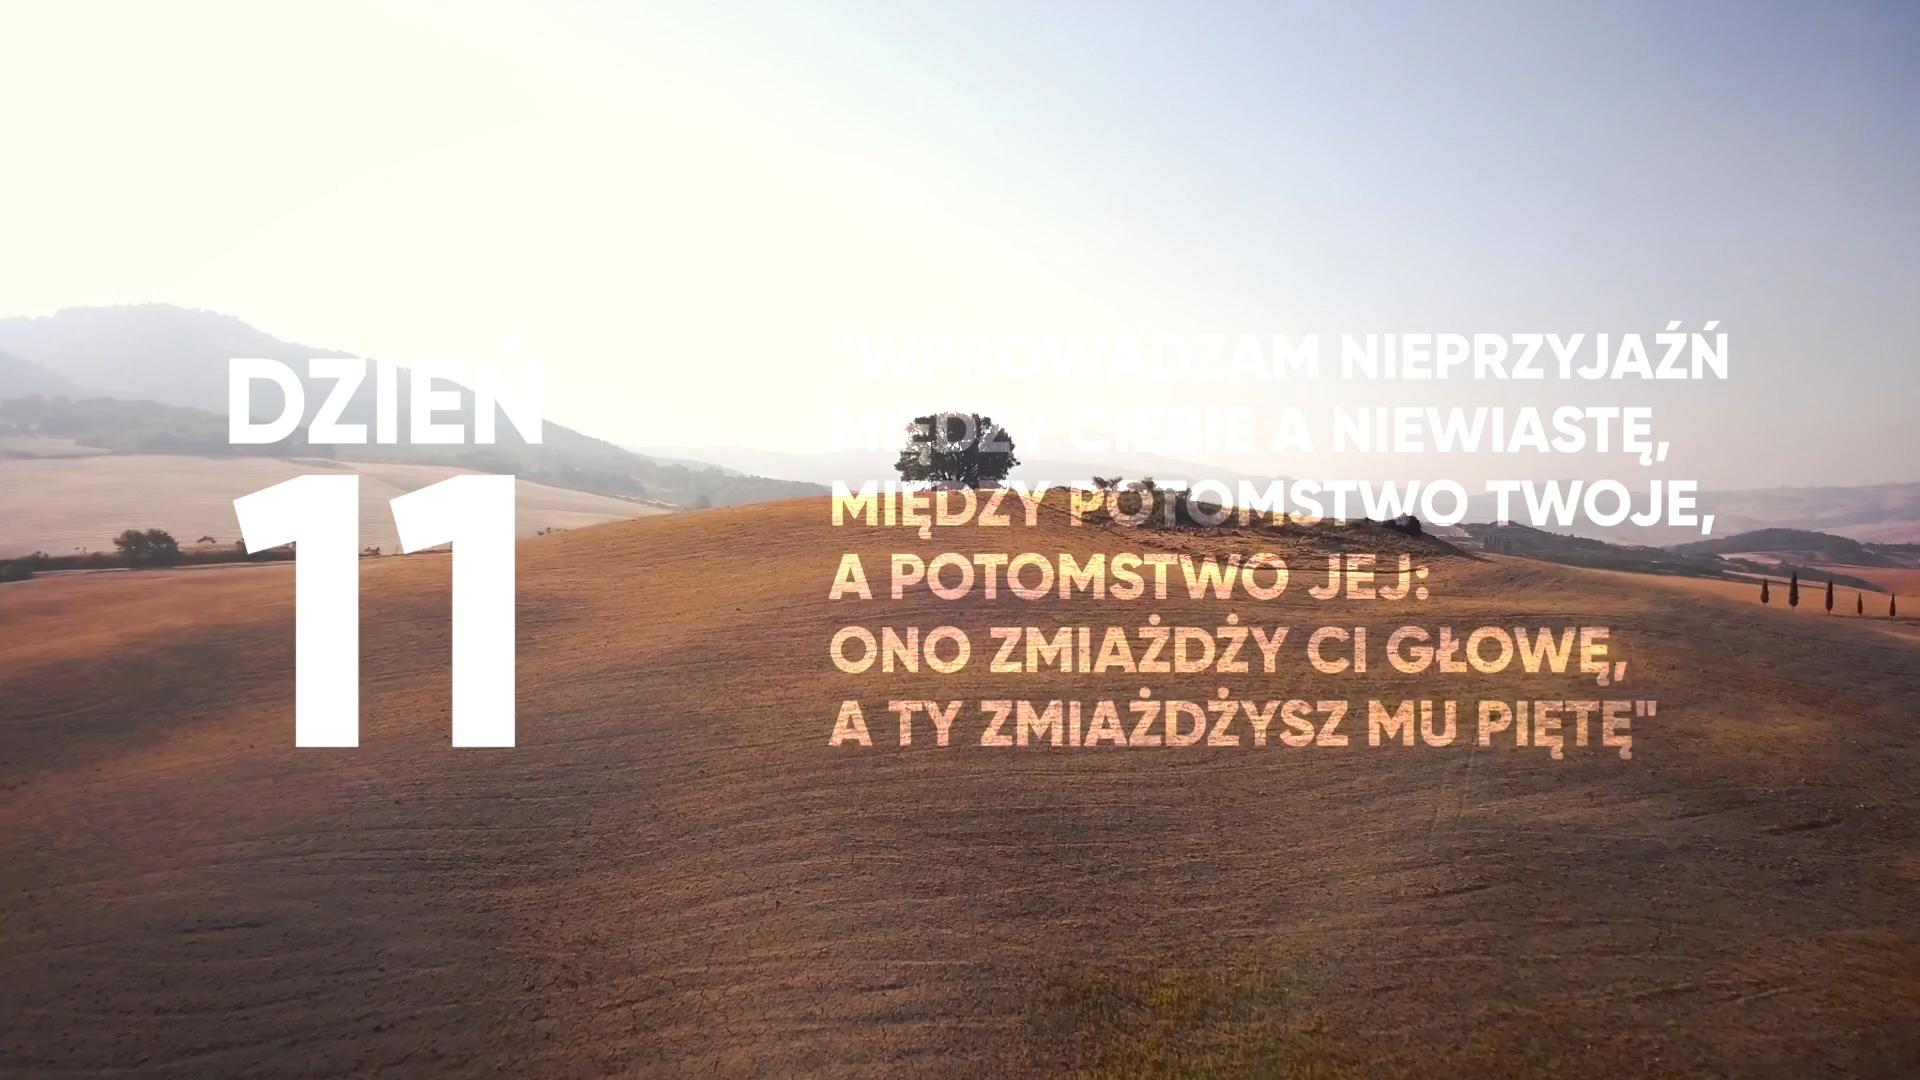 DZIEŃ
11
"WPROWADZAM NIEPRZYJAŹŃ
MIĘDZY CIEBIE A NIEWIASTĘ,
MIĘDZY POTOMSTWO TWOJE,
A POTOMSTWO JEJ:
ONO ZMIAŻDŻY CI GŁOWĘ,
A TY ZMIAŻDŻYSZ MU PIĘTĘ"